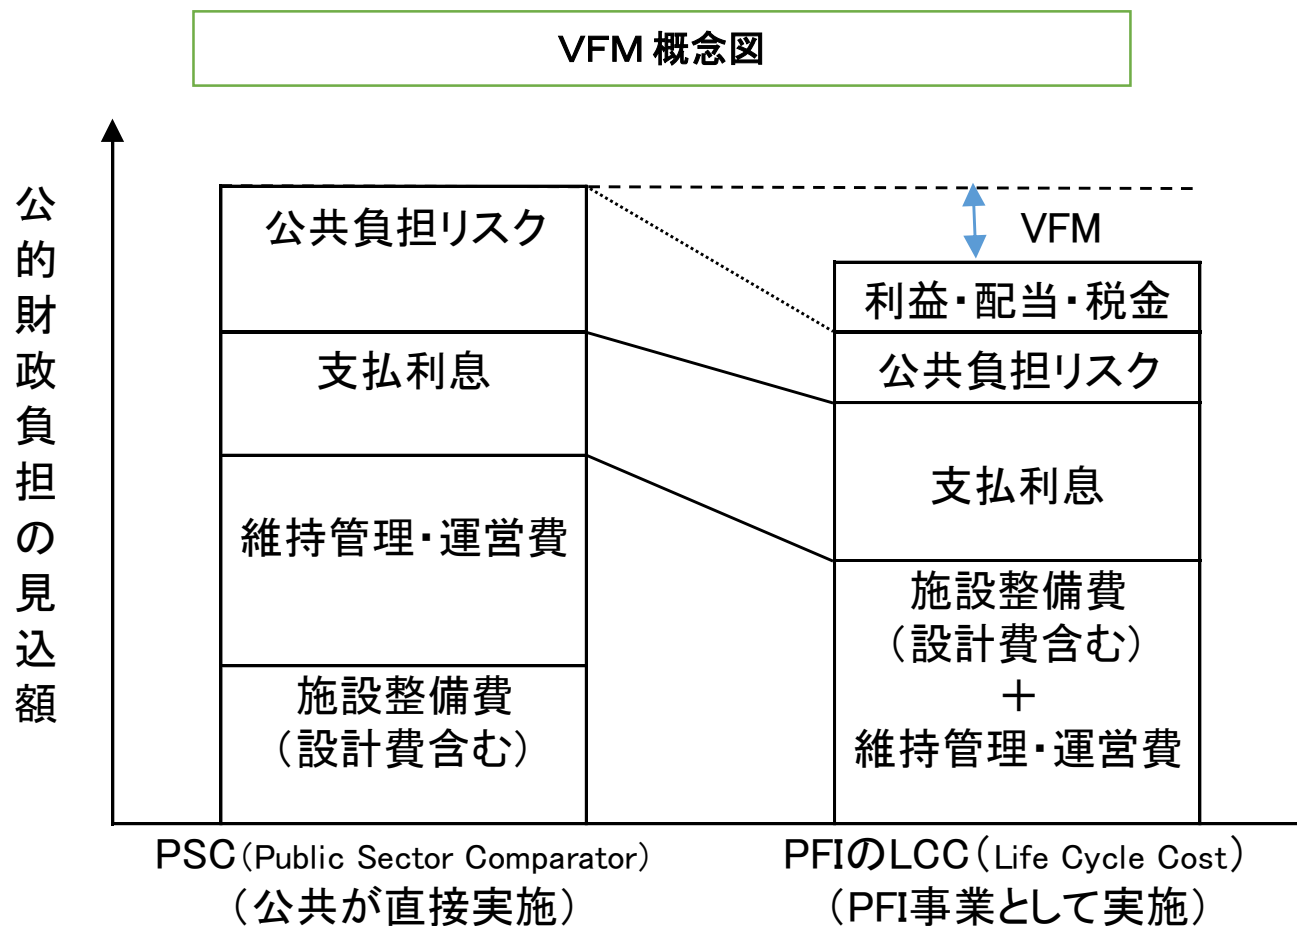 VFM 概念図
公的財政負担の見込額
公共負担リスク
支払利息
維持管理・運営費
施設整備費
（設計費含む）
VFM
利益・配当・税金
公共負担リスク
支払利息
施設整備費
（設計費含む）
＋
維持管理・運営費
PSC（Public Sector Comparator）
（公共が直接実施）
PFIのLCC（Life Cycle Cost）
（PFI事業として実施）